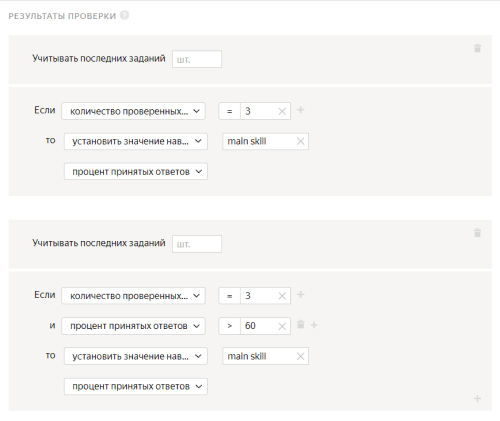 РЕЗУЛЬТАТЫ ПРОВЕРКИ ?
Учитывать последних заданий шт.
Если количество проверенных... = 3
то установить значение нав... main skill
процент принятых ответов
Учитывать последних заданий шт.
Если количество проверенных... = 3
и процент принятых ответов > 60
то установить значение нав... main skill
процент принятых ответов